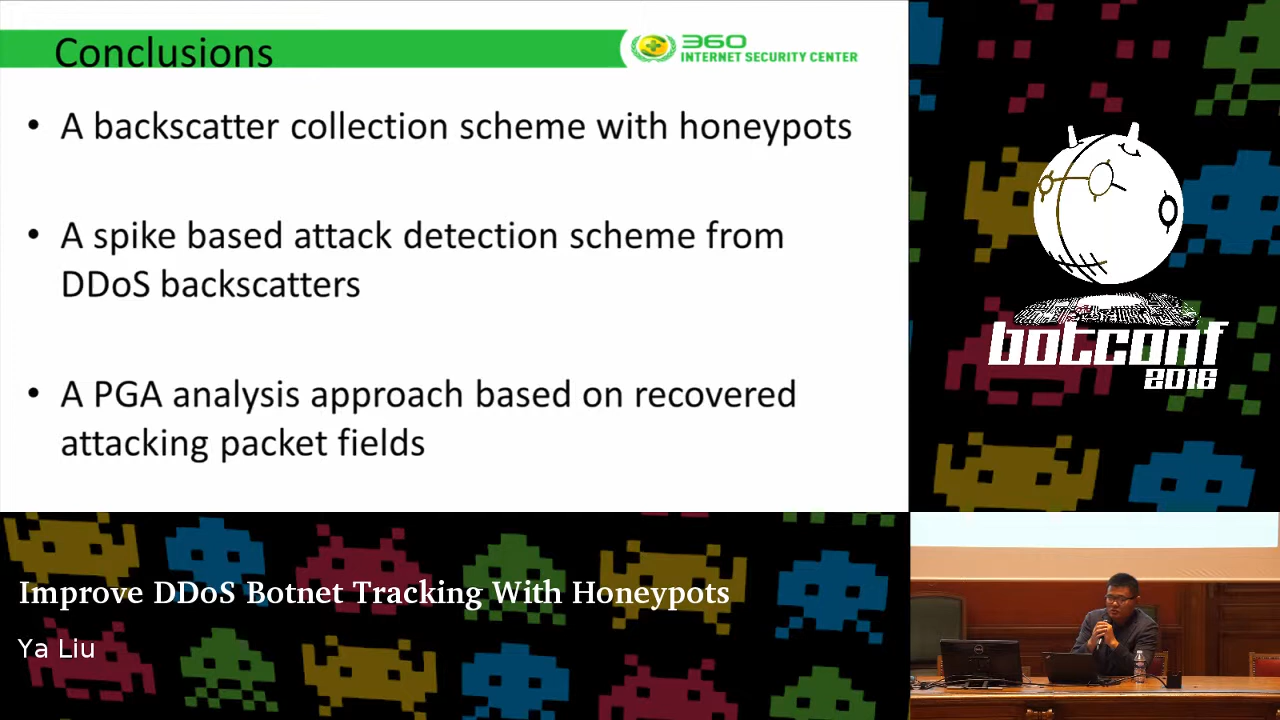 Conclusions
360
INTERNET SECURITY CENTER
• A backscatter collection scheme with honeypots
• A spike based attack detection scheme from
DDoS backscatters
• A PGA analysis approach based on recovered
attacking packet fields
botconf
2016
Improve DDoS Botnet Tracking With Honeypots
Ya Liu